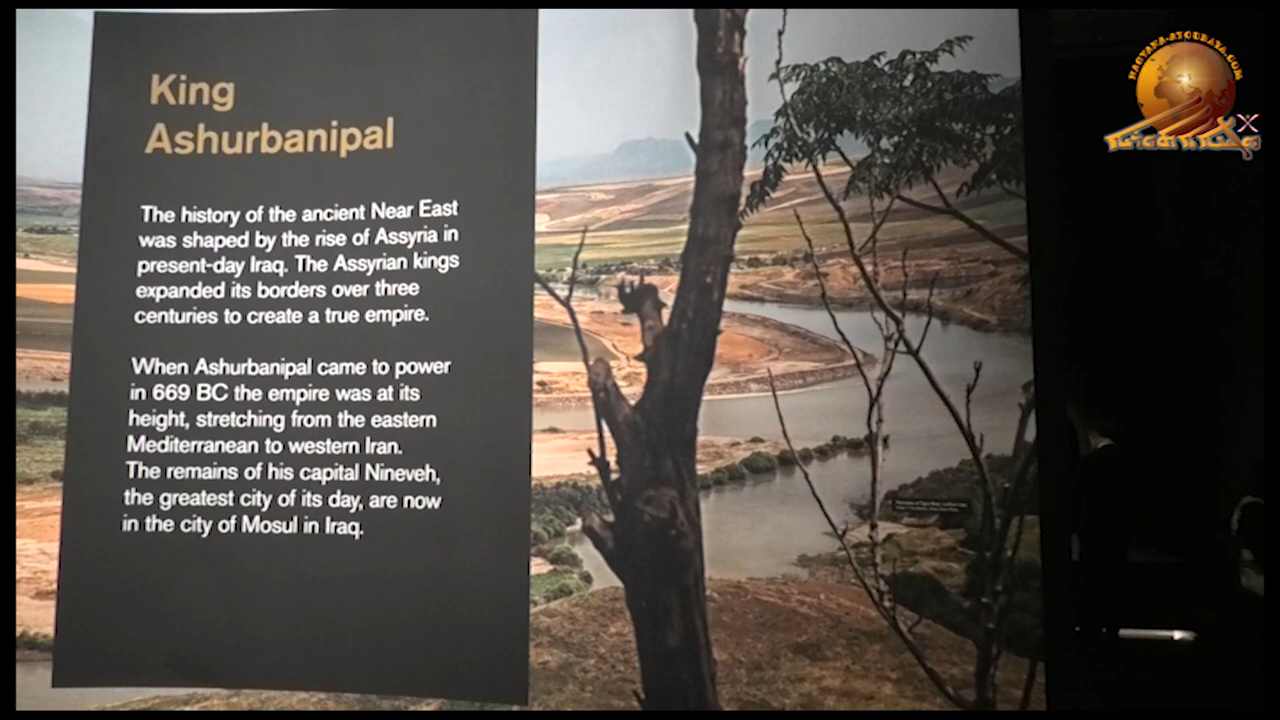 King
Ashurbanipal
The history of the ancient Near East
was shaped by the rise of Assyria in
present-day Iraq. The Assyrian kings
expanded its borders over three
centuries to create a true empire.
When Ashurbanipal came to power
in 669 BC the empire was at its
height, stretching from the eastern
Mediterranean to western Iran.
The remains of his capital Nineveh,
the greatest city of its day, are now
in the city of Mosul in Iraq.